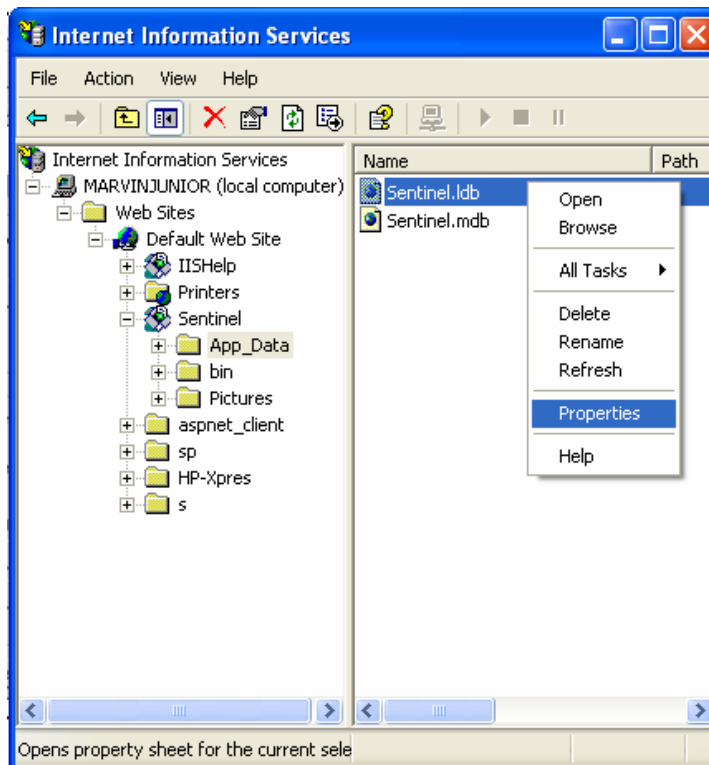 Internet Information Services
File Action View Help
Internet Information Services
MARVINJUNIOR (local computer)
Web Sites
Default Web Site
IISHelp
Printers
Sentinel
App_Data
bin
Pictures
aspnet_client
sp
HP-Xpres
s
Name Path
Sentinel.ldb
Sentinel.mdb
Open
Browse
All Tasks
Delete
Rename
Refresh
Properties
Help
Opens property sheet for the current sele